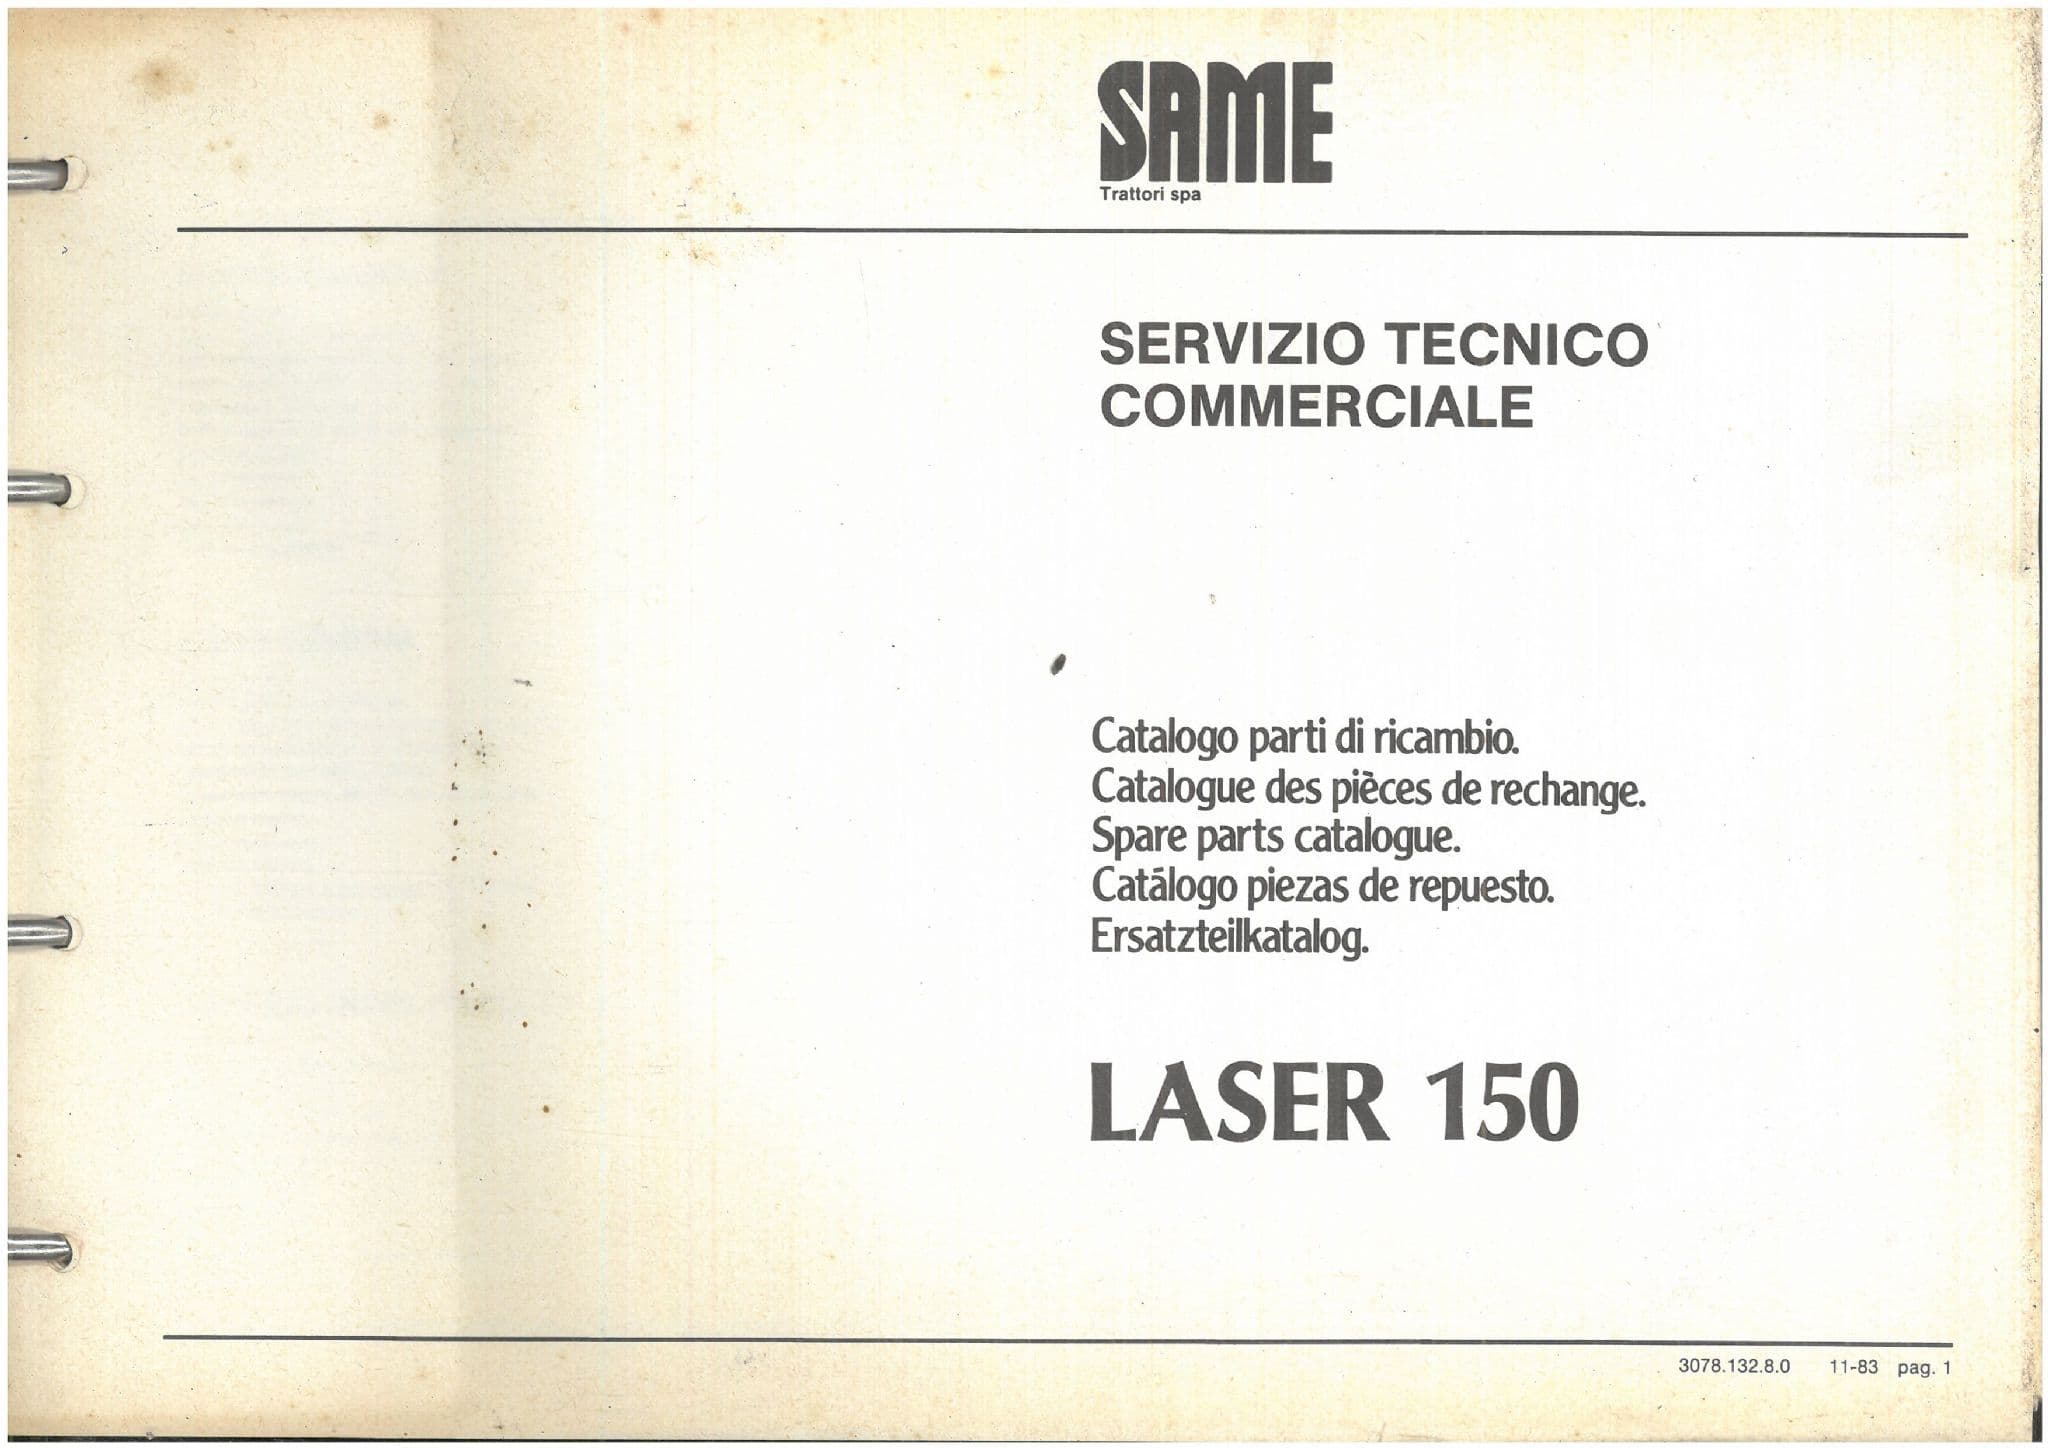 SAME
Trattori spa
SERVIZIO TECNICO
COMMERCIALE
Catalogo parti di ricambio.
Catalogue des pièces de rechange.
Spare parts catalogue.
Catálogo piezas de repuesto.
Ersatzteilkatalog.
LASER 150
3078.132.8.0 11-83 pag. 1